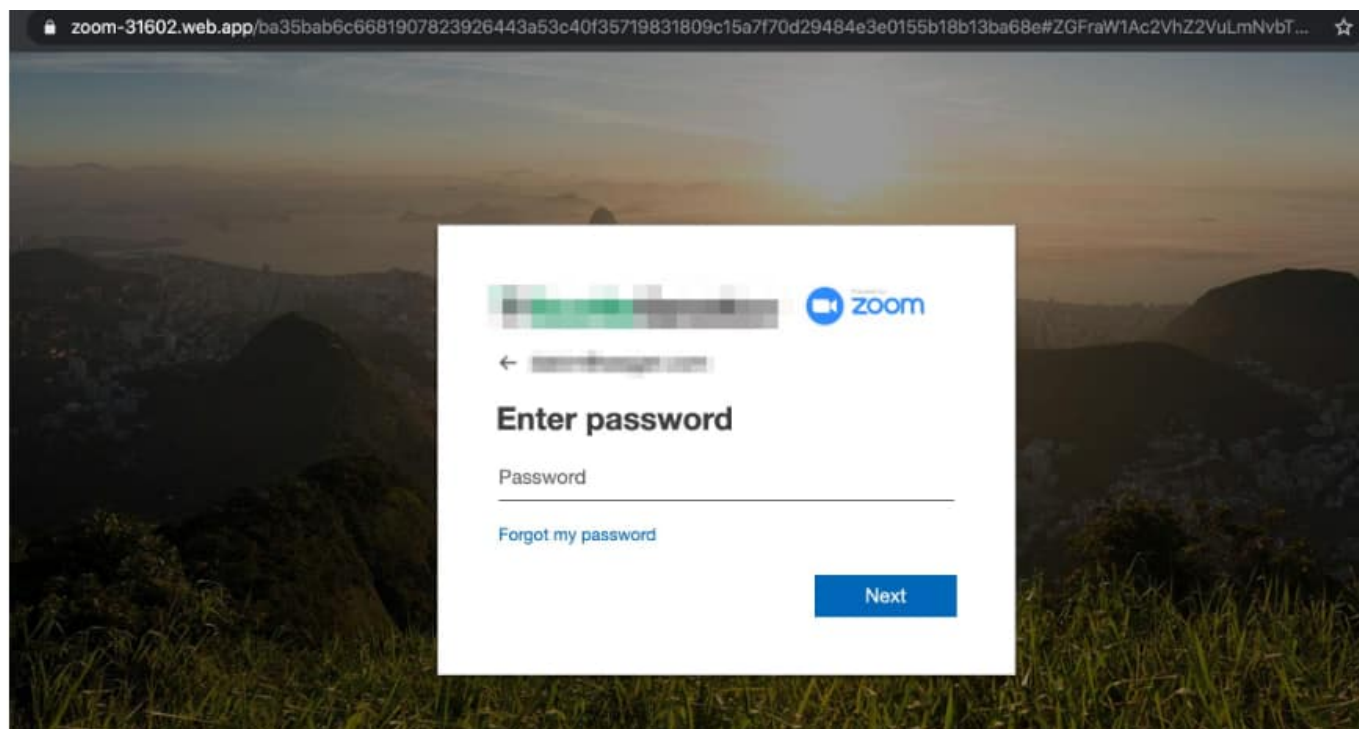 zoom-31602.web.app/ba35bab6c6681907823926443a53c40f35719831809c15a7f70d29484e3e0155b18b13ba68e#ZGFraW1Ac2VhZ2VuLmNvbT...
zoom
Enter password
Password
Forgot my password
Next